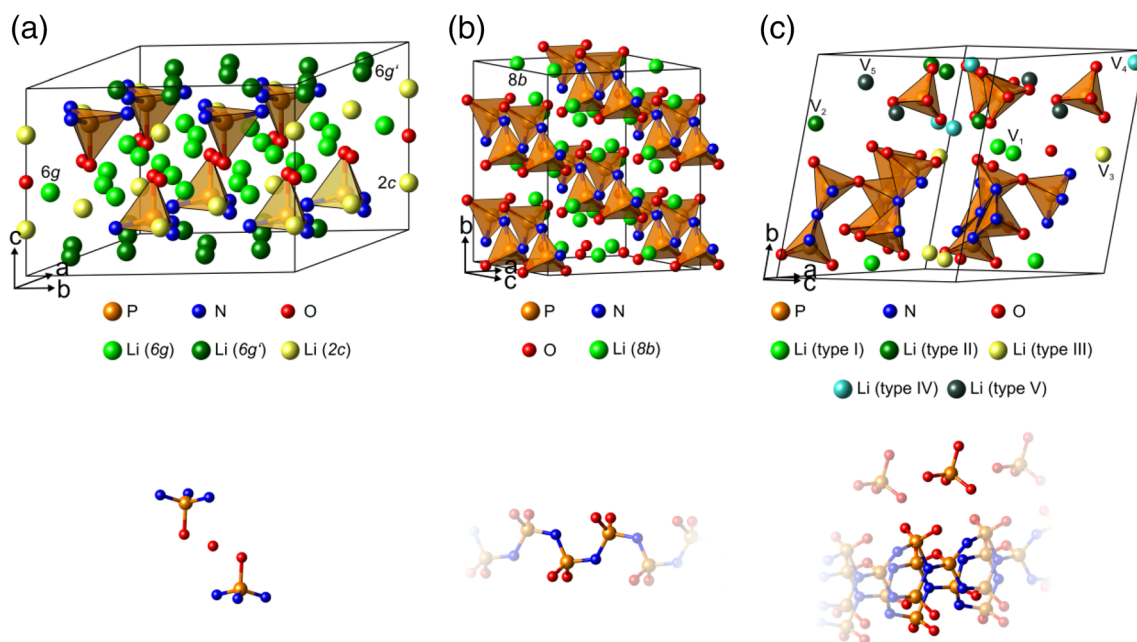 (a) (b) (c)
6g'
6g
2c
c
a
b
8b
b
a
c
V5
V4
V2
V1
V3
b
a
c
P N O
Li (6g) Li (6g') Li (2c)
P N
O Li (8b)
P N O
Li (type I) Li (type II) Li (type III)
Li (type IV) Li (type V)